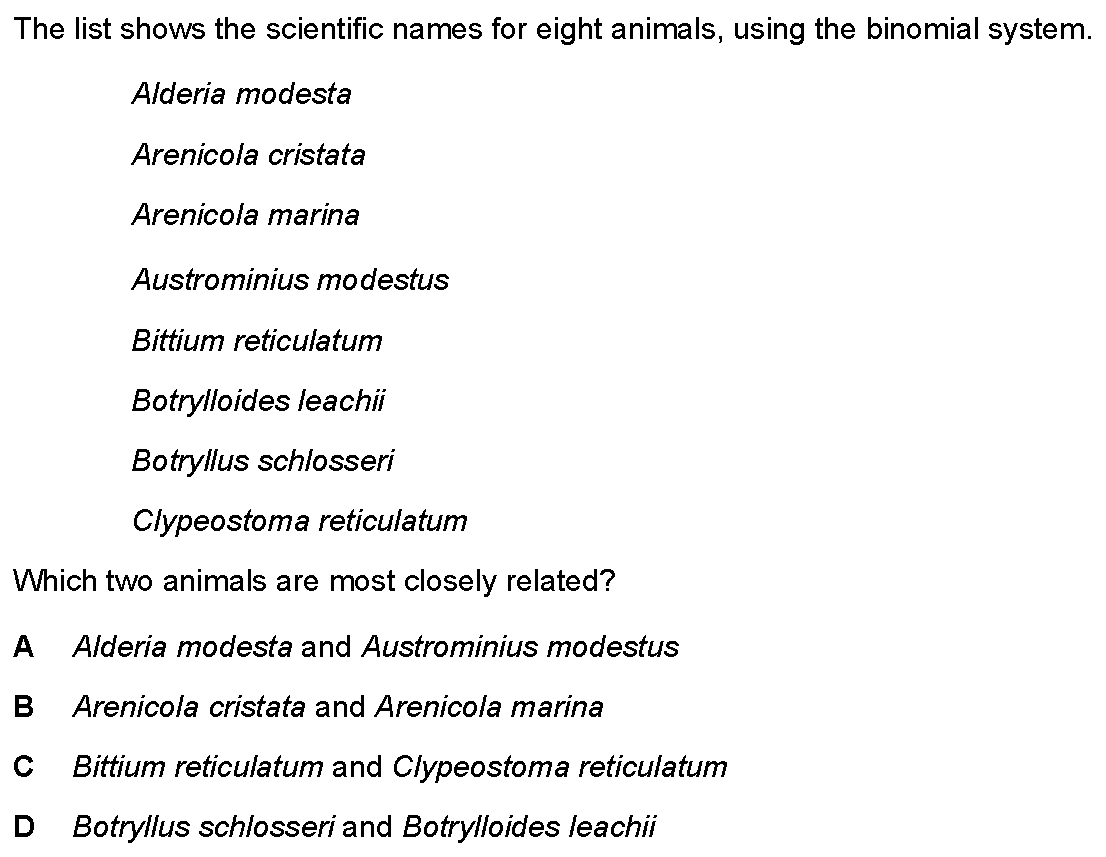 The list shows the scientific names for eight animals, using the binomial system.
Alderia modesta
Arenicola cristata
Arenicola marina
Austrominius modestus
Bittium reticulatum
Botrylloides leachii
Botryllus schlosseri
Clypeostoma reticulatum
Which two animals are most closely related?
A Alderia modesta and Austrominius modestus
B Arenicola cristata and Arenicola marina
C Bittium reticulatum and Clypeostoma reticulatum
D Botryllus schlosseri and Botrylloides leachii